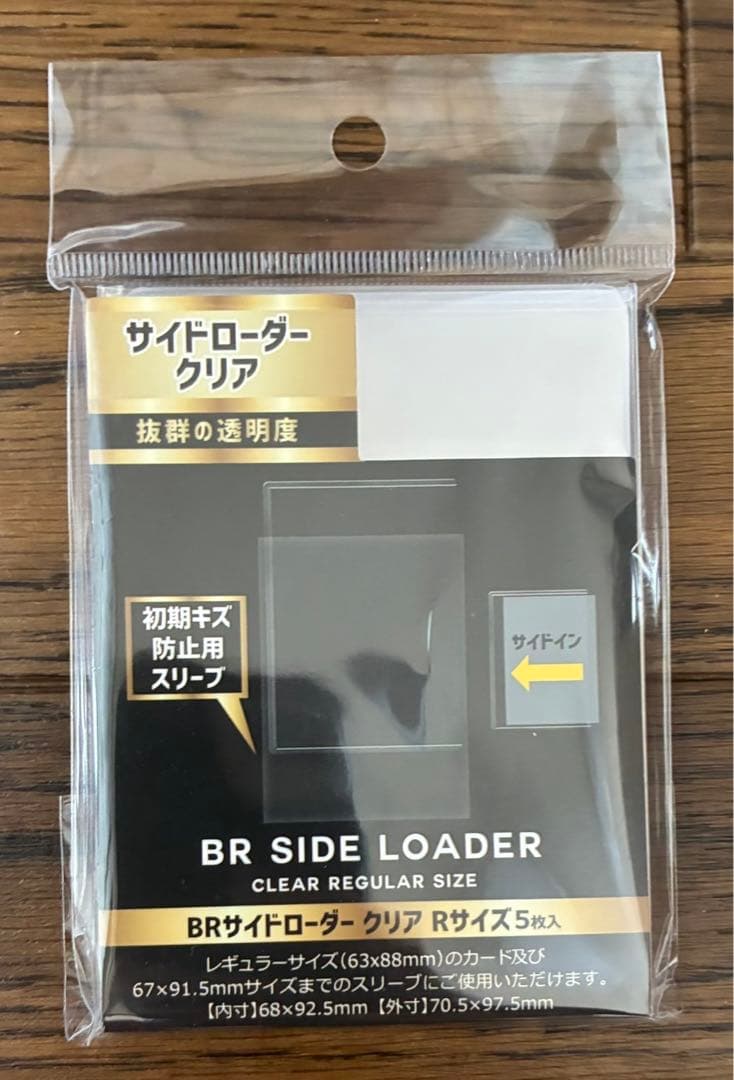 サイドローダー
クリア
抜群の透明度
初期キズ
防止用
スリーブ
サイドイン
BR SIDE LOADER
CLEAR REGULAR SIZE
BRサイドローダー クリア Rサイズ5枚入
レギュラーサイズ(63x88mm)のカード及び
67×91.5mmサイズまでのスリーブにご使用いただけます。
【内寸】68×92.5mm【外寸】70.5×97.5mm